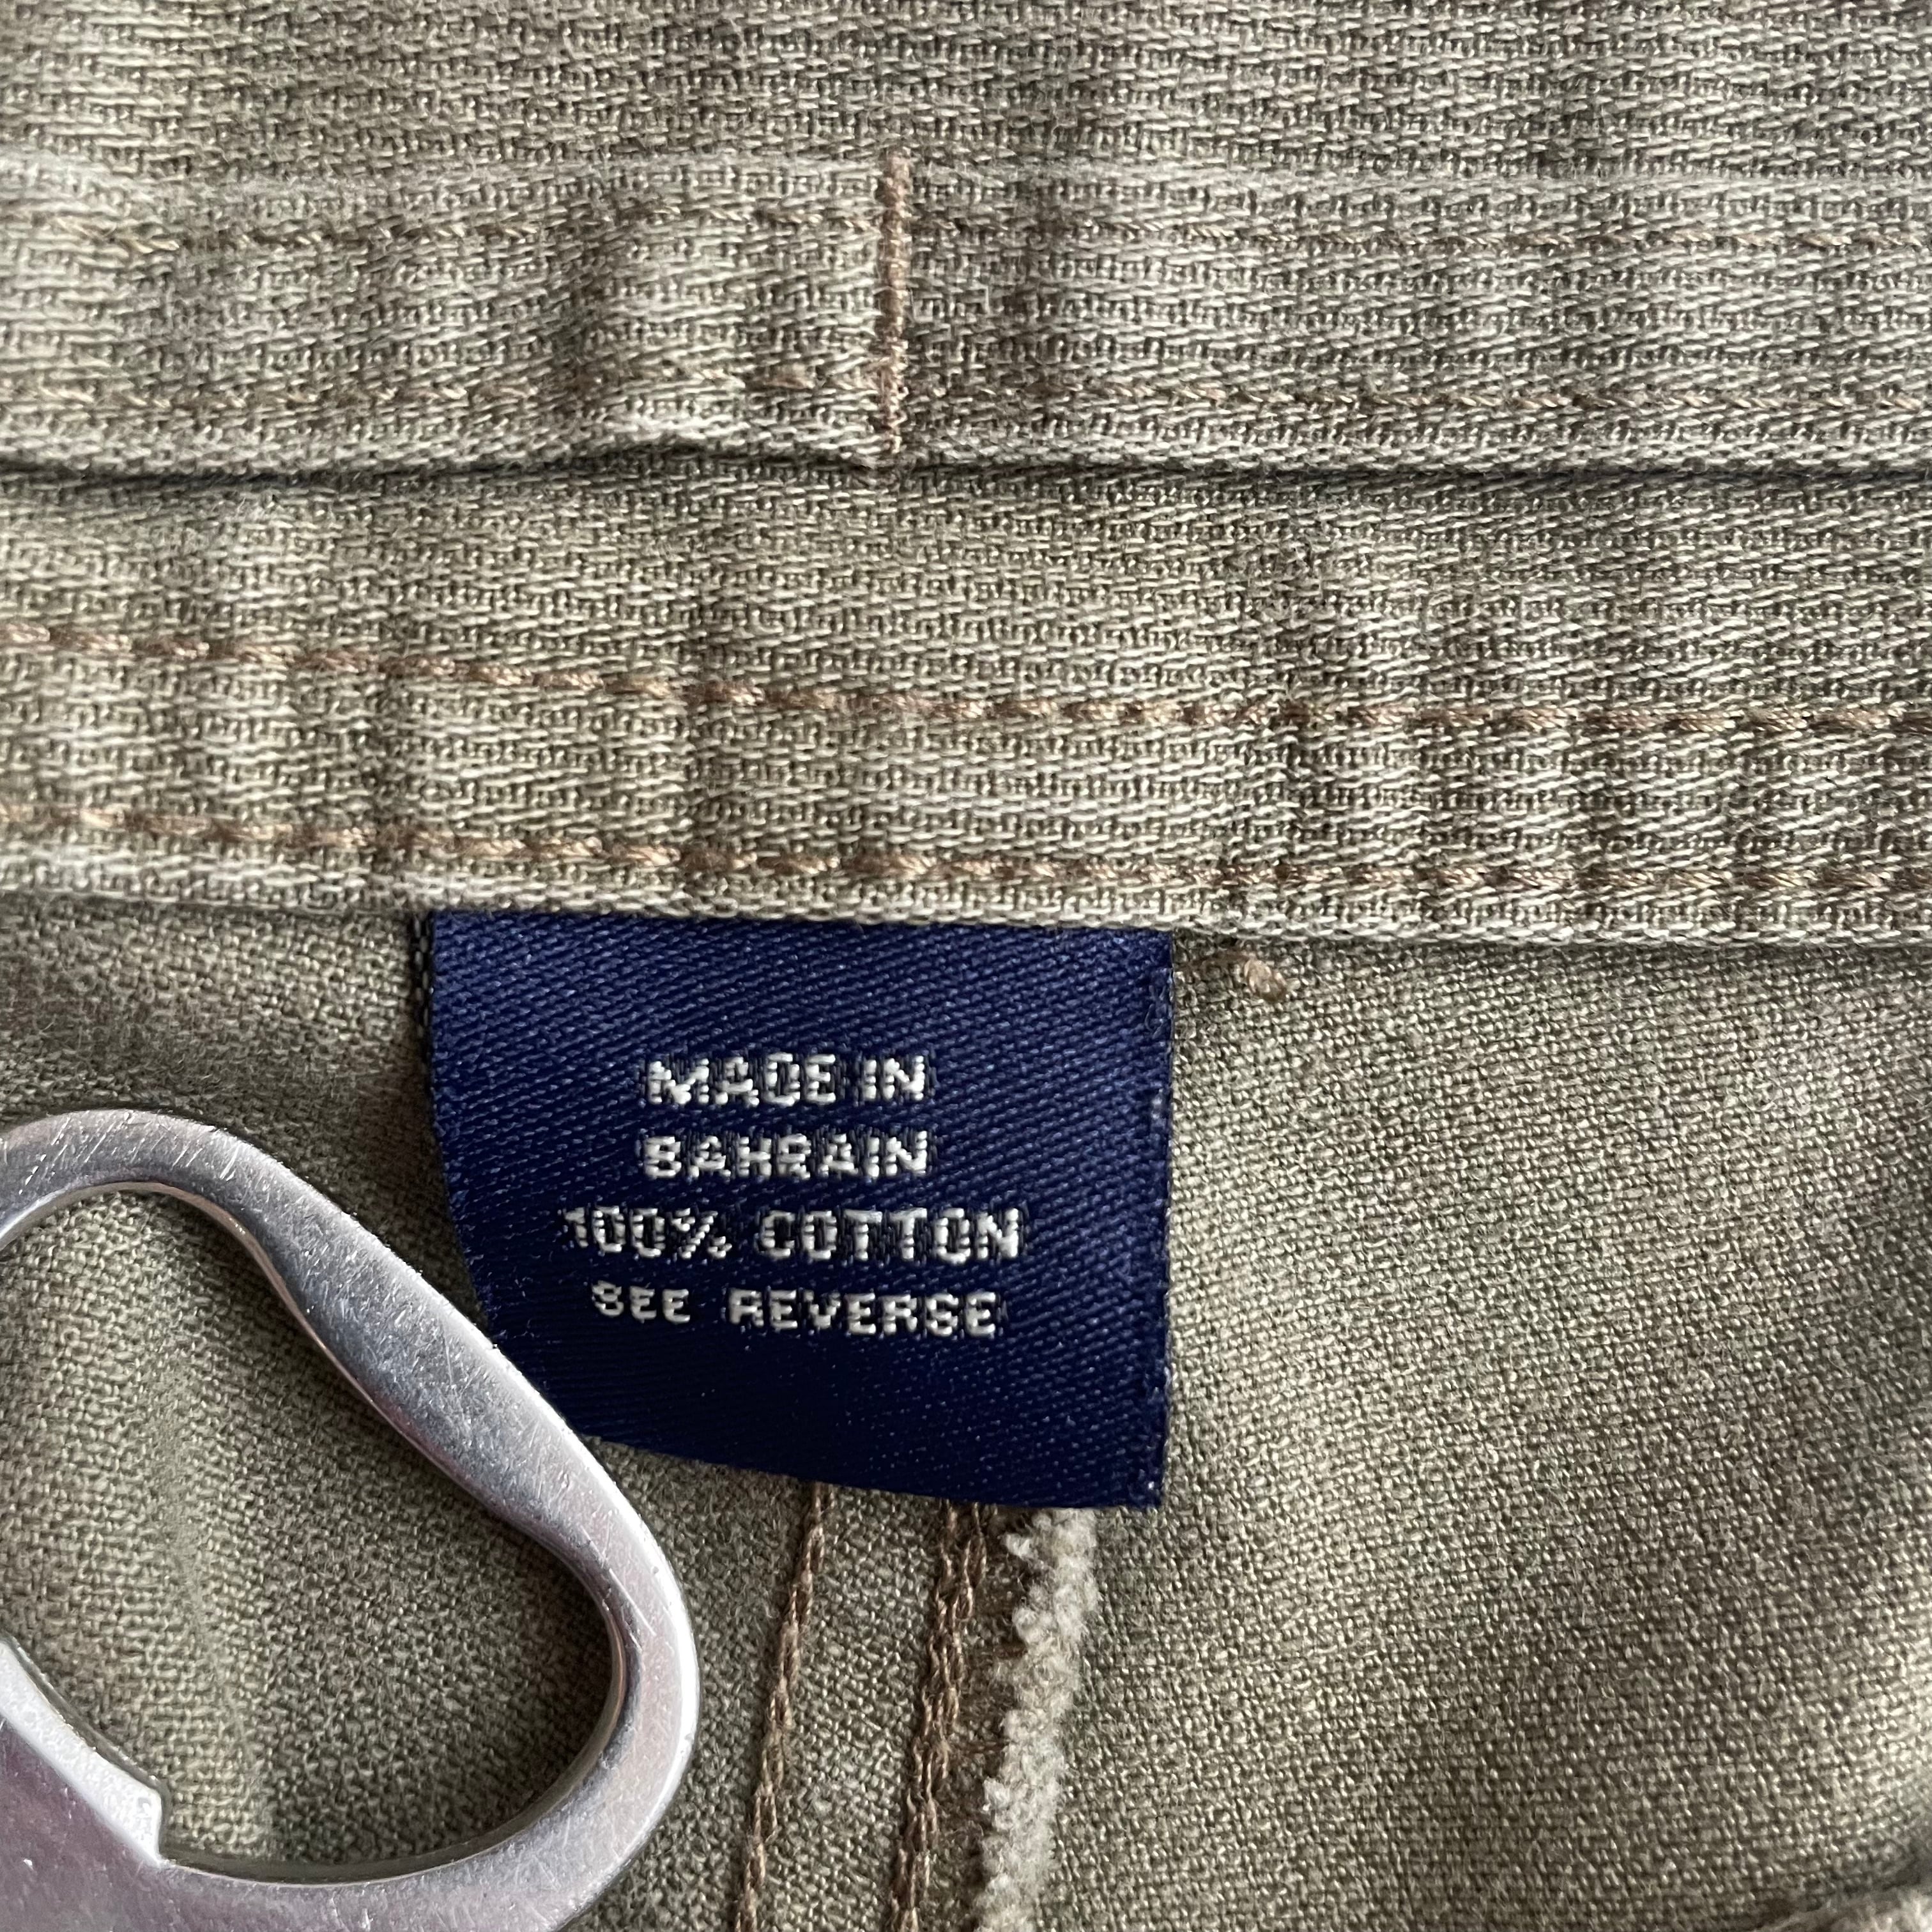 MADE IN
BAHRAIN
100% COTTON
SEE REVERSE